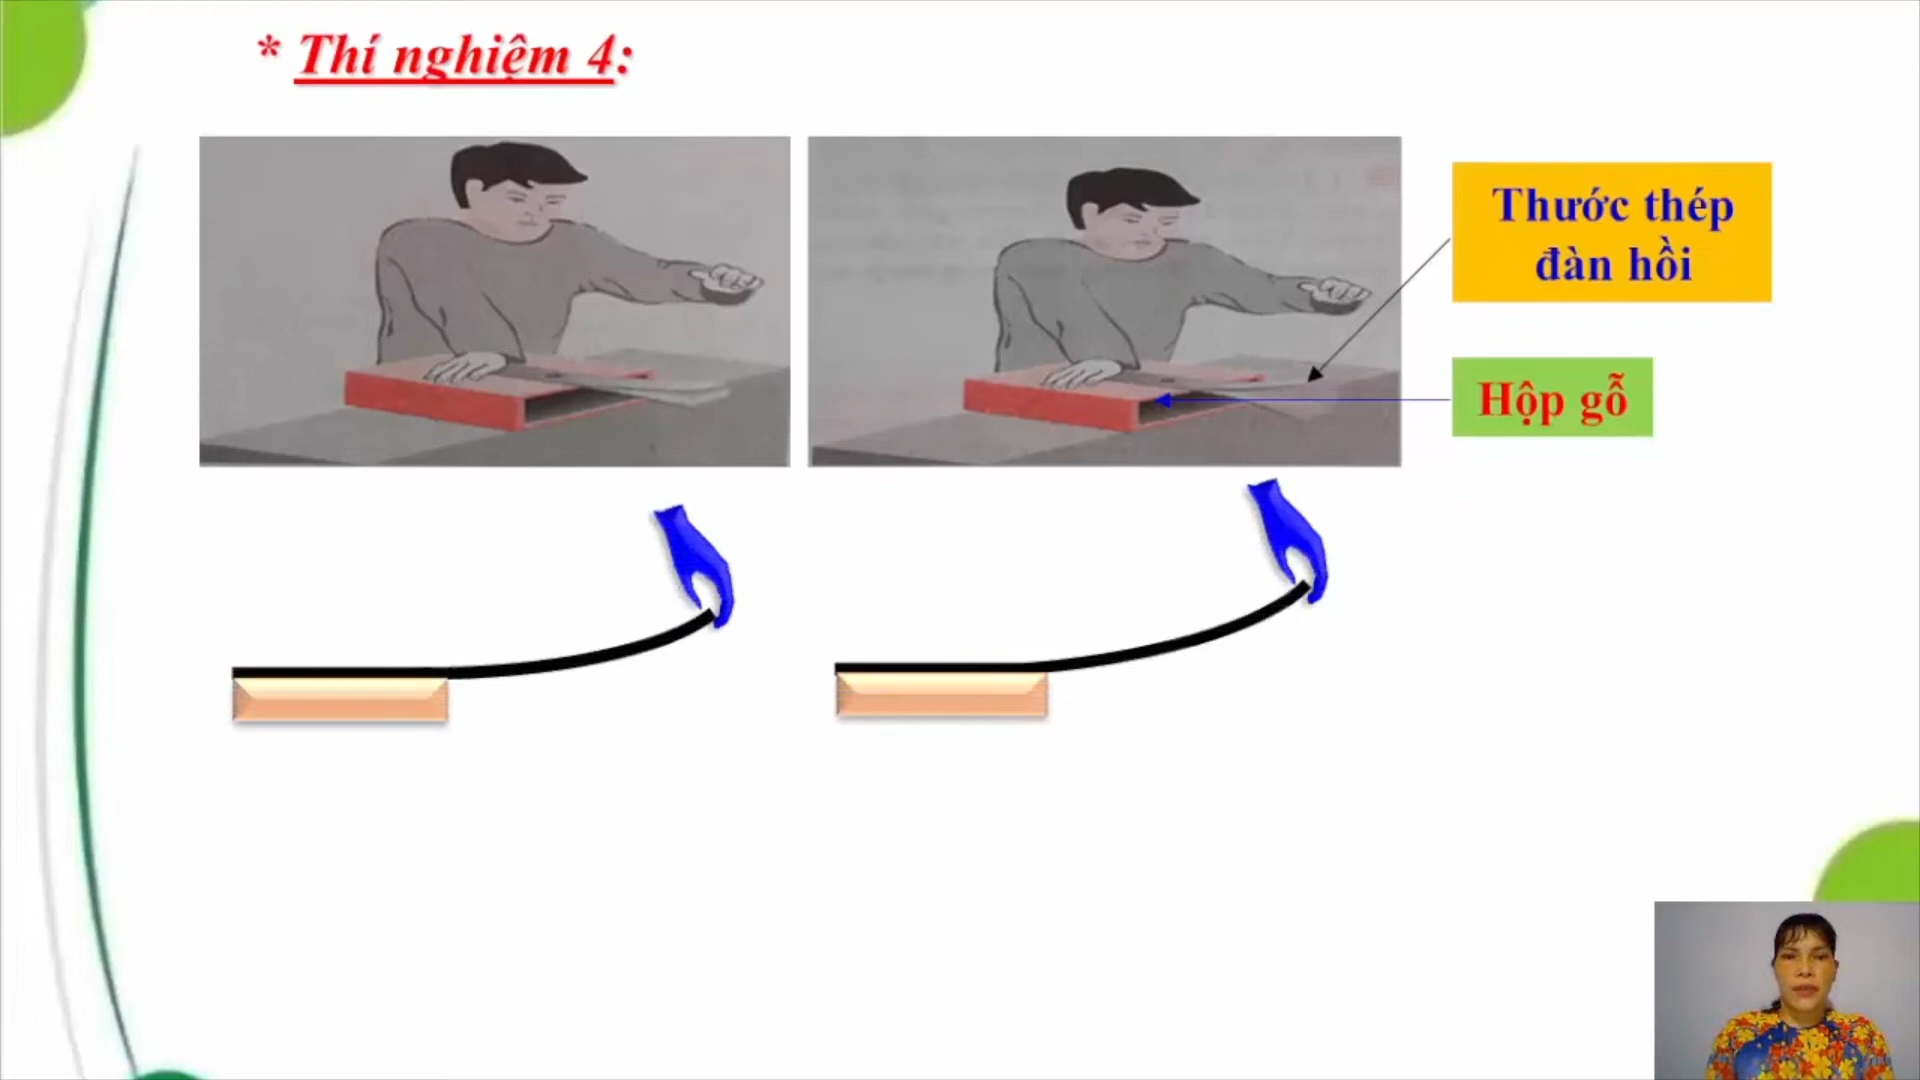 * Thí nghiệm 4:
Thước thép
đàn hồi
Hộp gỗ